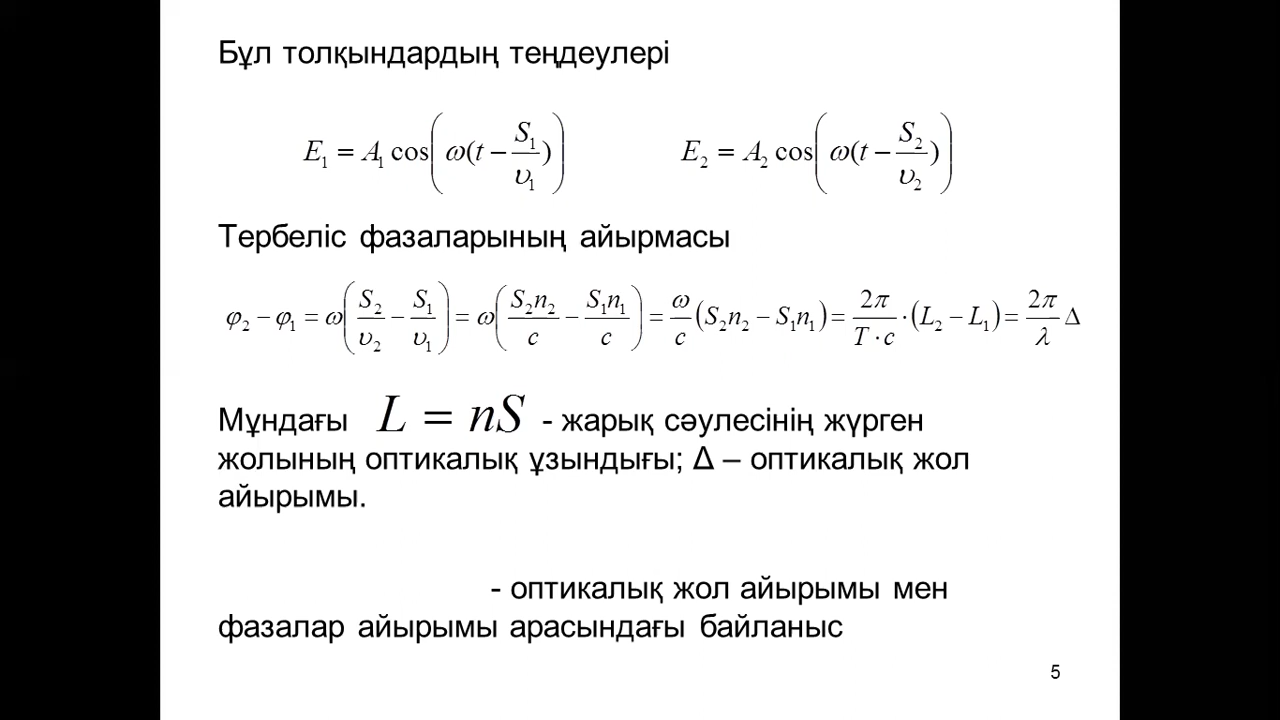 Бұл толқындардың теңдеулері
E₁ = A₁ cos(ω(t − S₁/υ₁)) E₂ = A₂ cos(ω(t − S₂/υ₂))
Тербеліс фазаларының айырмасы
φ₂ − φ₁ = ω(S₂/υ₂ − S₁/υ₁) = ω(S₂n₂/c − S₁n₁/c) = ω/c (S₂n₂ − S₁n₁) = 2π/(T·c) · (L₂ − L₁) = 2π/λ Δ
Мұндағы L = nS - жарық сәулесінің жүрген
жолының оптикалық ұзындығы; Δ – оптикалық жол
айырымы.
- оптикалық жол айырымы мен
фазалар айырымы арасындағы байланыс
5